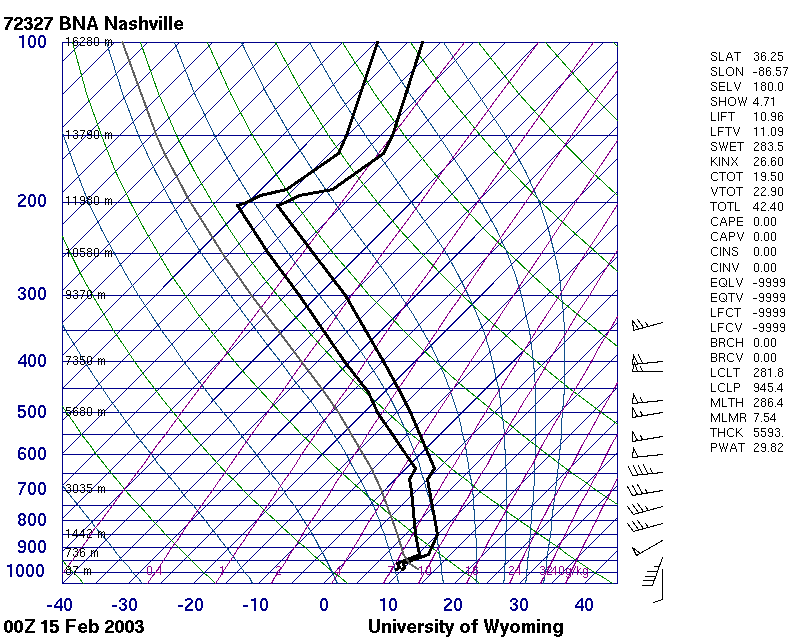 72327 BNA Nashville
100
16280 m
13790 m
200
11980 m
10580 m
300
9370 m
400
7350 m
500
5680 m
600
700
3035 m
800
1442 m
900
736 m
1000
67 m
0.4
1
2
4
7
10
16
24
32
40g/kg
-40
-30
-20
-10
0
10
20
30
40
00Z 15 Feb 2003
University of Wyoming
SLAT 36.25
SLON -86.57
SELV 180.0
SHOW 4.71
LIFT 10.96
LFTV 11.09
SWET 283.5
KINX 26.60
CTOT 19.50
VTOT 22.90
TOTL 42.40
CAPE 0.00
CAPV 0.00
CINS 0.00
CINV 0.00
EQLV -9999
EQTV -9999
LFCT -9999
LFCV -9999
BRCH 0.00
BRCV 0.00
LCLT 281.8
LCLP 945.4
MLTH 286.4
MLMR 7.54
THCK 5593.
PWAT 29.82